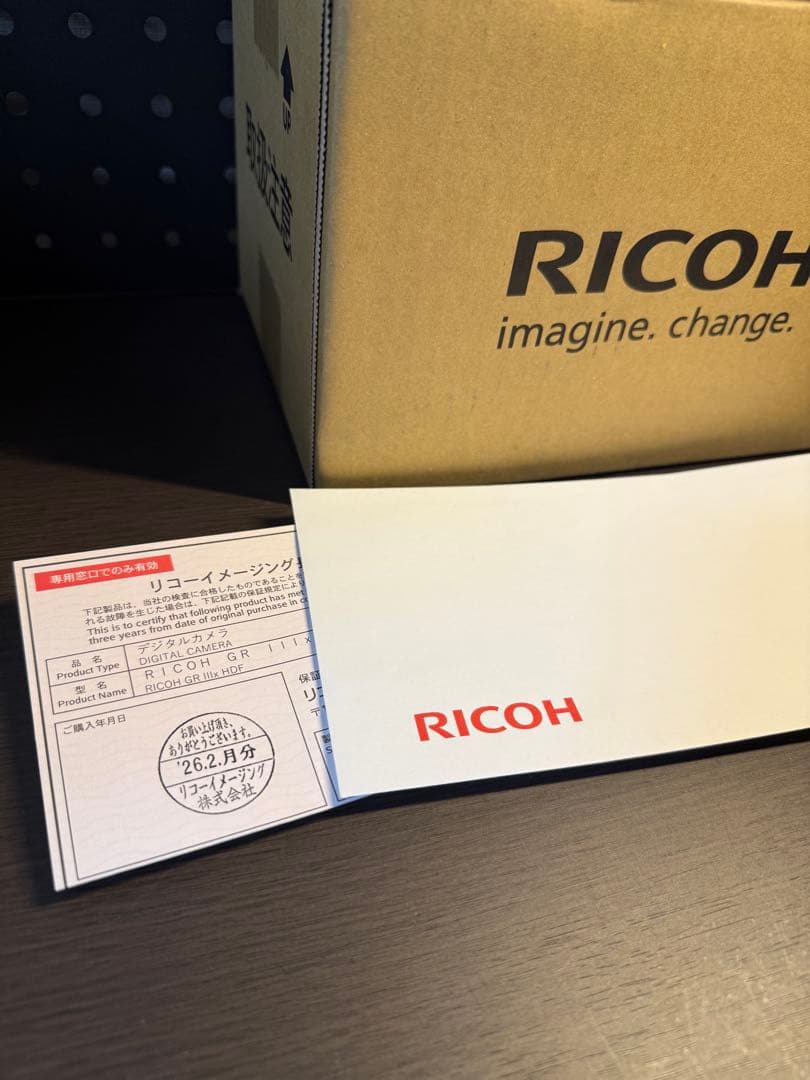 UP
取扱注意
RICOH
imagine. change.
専用窓口でのみ有効
リコーイメージング
下記製品は、当社の検査に合格したものであることを
れる故障を生じた場合は、下記記載の保証規定により
This is to certify that following product has met
three years from date of original purchase in
品 名
Product Type
デジタルカメラ
DIGITAL CAMERA
型 名
Product Name
RICOH GR IIIx
RICOH GR IIIx HDF
ご購入年月日
お買い上げ頂き、
ありがとうございます。
'26.2.月分
リコーイメージング
株式会社
保証
リコ
〒
RICOH